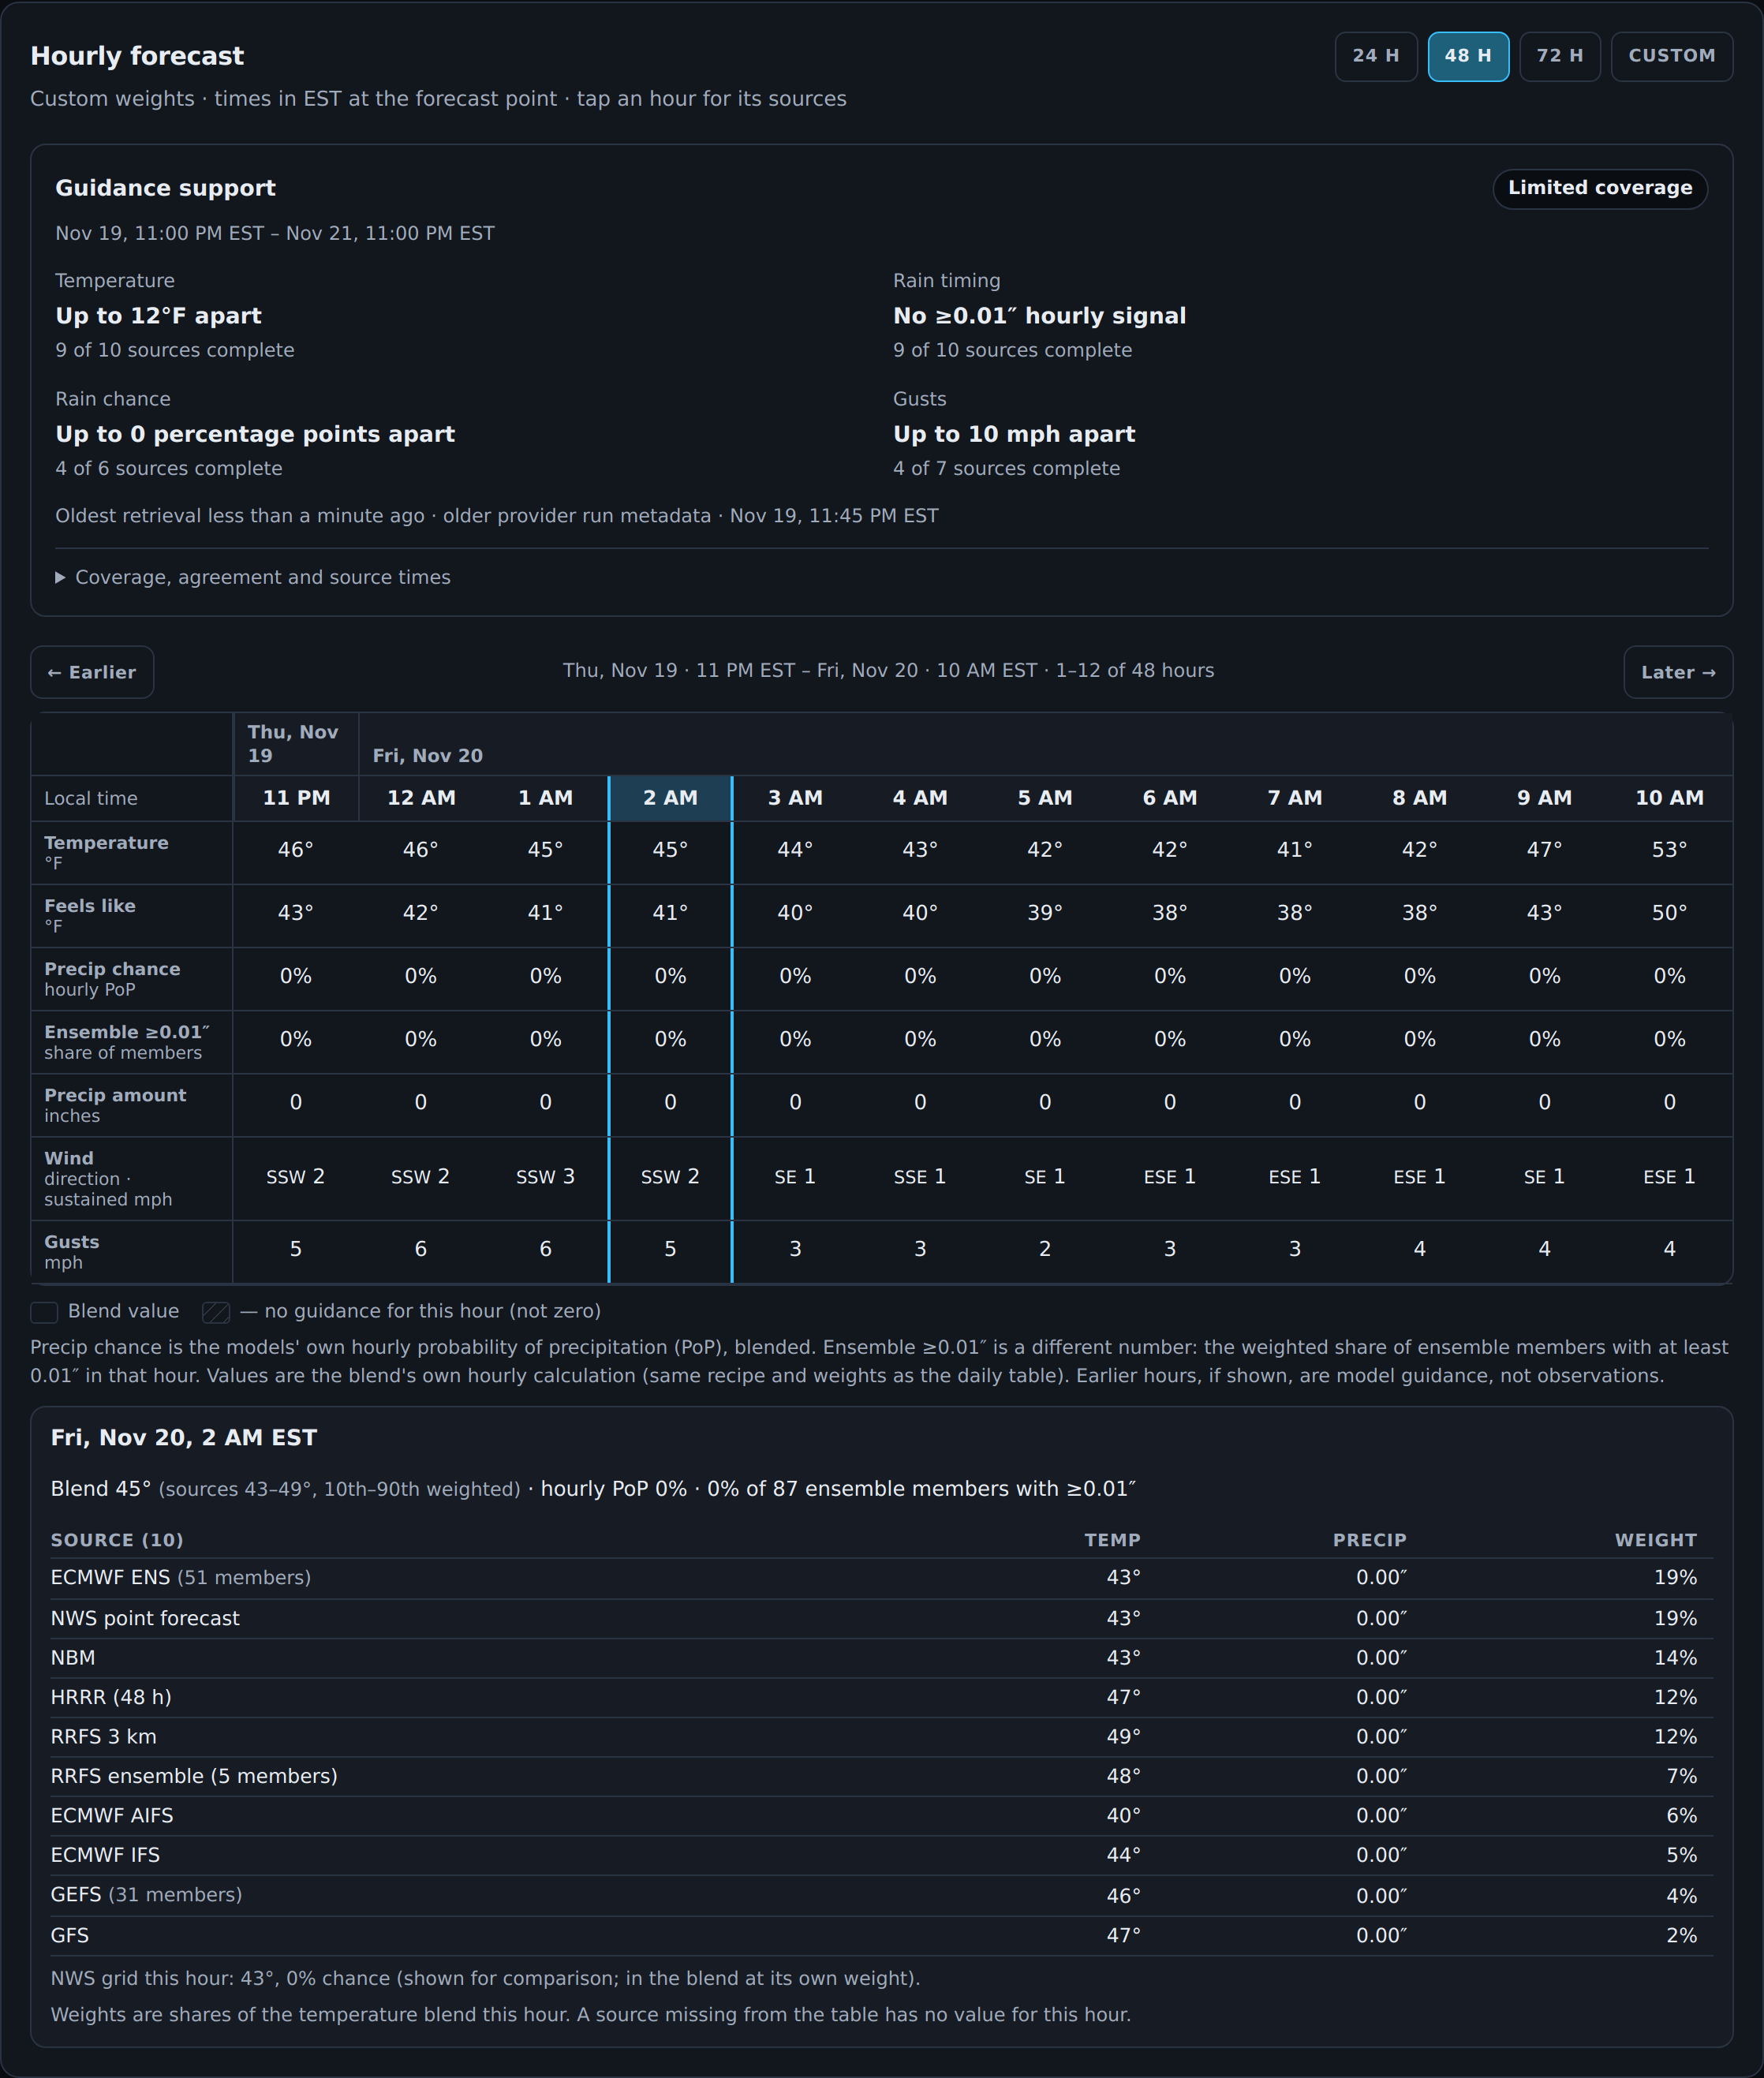 Hourly forecast
24 H 48 H 72 H CUSTOM
Custom weights · times in EST at the forecast point · tap an hour for its sources
Guidance support
Limited coverage
Nov 19, 11:00 PM EST – Nov 21, 11:00 PM EST
Temperature
Up to 12°F apart
9 of 10 sources complete
Rain timing
No ≥0.01″ hourly signal
9 of 10 sources complete
Rain chance
Up to 0 percentage points apart
4 of 6 sources complete
Gusts
Up to 10 mph apart
4 of 7 sources complete
Oldest retrieval less than a minute ago · older provider run metadata · Nov 19, 11:45 PM EST
▶ Coverage, agreement and source times
← Earlier
Thu, Nov 19 · 11 PM EST – Fri, Nov 20 · 10 AM EST · 1–12 of 48 hours
Later →
Thu, Nov
19
Fri, Nov 20
Local time 11 PM 12 AM 1 AM 2 AM 3 AM 4 AM 5 AM 6 AM 7 AM 8 AM 9 AM 10 AM
Temperature
°F
46° 46° 45° 45° 44° 43° 42° 42° 41° 42° 47° 53°
Feels like
°F
43° 42° 41° 41° 40° 40° 39° 38° 38° 38° 43° 50°
Precip chance
hourly PoP
0% 0% 0% 0% 0% 0% 0% 0% 0% 0% 0% 0%
Ensemble ≥0.01″
share of members
0% 0% 0% 0% 0% 0% 0% 0% 0% 0% 0% 0%
Precip amount
inches
0 0 0 0 0 0 0 0 0 0 0 0
Wind
direction ·
sustained mph
SSW 2 SSW 2 SSW 3 SSW 2 SE 1 SSE 1 SE 1 ESE 1 ESE 1 ESE 1 SE 1 ESE 1
Gusts
mph
5 6 6 5 3 3 2 3 3 4 4 4
Blend value — no guidance for this hour (not zero)
Precip chance is the models' own hourly probability of precipitation (PoP), blended. Ensemble ≥0.01″ is a different number: the weighted share of ensemble members with at least
0.01″ in that hour. Values are the blend's own hourly calculation (same recipe and weights as the daily table). Earlier hours, if shown, are model guidance, not observations.
Fri, Nov 20, 2 AM EST
Blend 45° (sources 43–49°, 10th–90th weighted) · hourly PoP 0% · 0% of 87 ensemble members with ≥0.01″
SOURCE (10) TEMP PRECIP WEIGHT
ECMWF ENS (51 members) 43° 0.00″ 19%
NWS point forecast 43° 0.00″ 19%
NBM 43° 0.00″ 14%
HRRR (48 h) 47° 0.00″ 12%
RRFS 3 km 49° 0.00″ 12%
RRFS ensemble (5 members) 48° 0.00″ 7%
ECMWF AIFS 40° 0.00″ 6%
ECMWF IFS 44° 0.00″ 5%
GEFS (31 members) 46° 0.00″ 4%
GFS 47° 0.00″ 2%
NWS grid this hour: 43°, 0% chance (shown for comparison; in the blend at its own weight).
Weights are shares of the temperature blend this hour. A source missing from the table has no value for this hour.